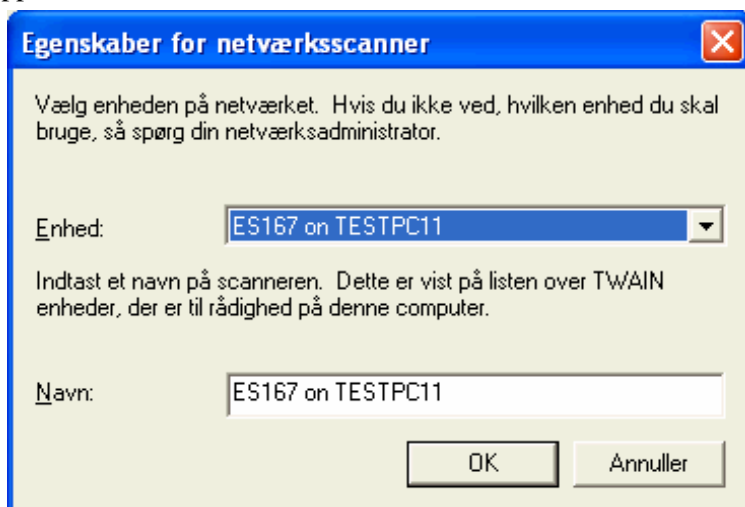 Egenskaber for netværksscanner
Vælg enheden på netværket. Hvis du ikke ved, hvilken enhed du skal
bruge, så spørg din netværksadministrator.
Enhed:
ES167 on TESTPC11
Indtast et navn på scanneren. Dette er vist på listen over TWAIN
enheder, der er til rådighed på denne computer.
Navn:
ES167 on TESTPC11
OK
Annuller